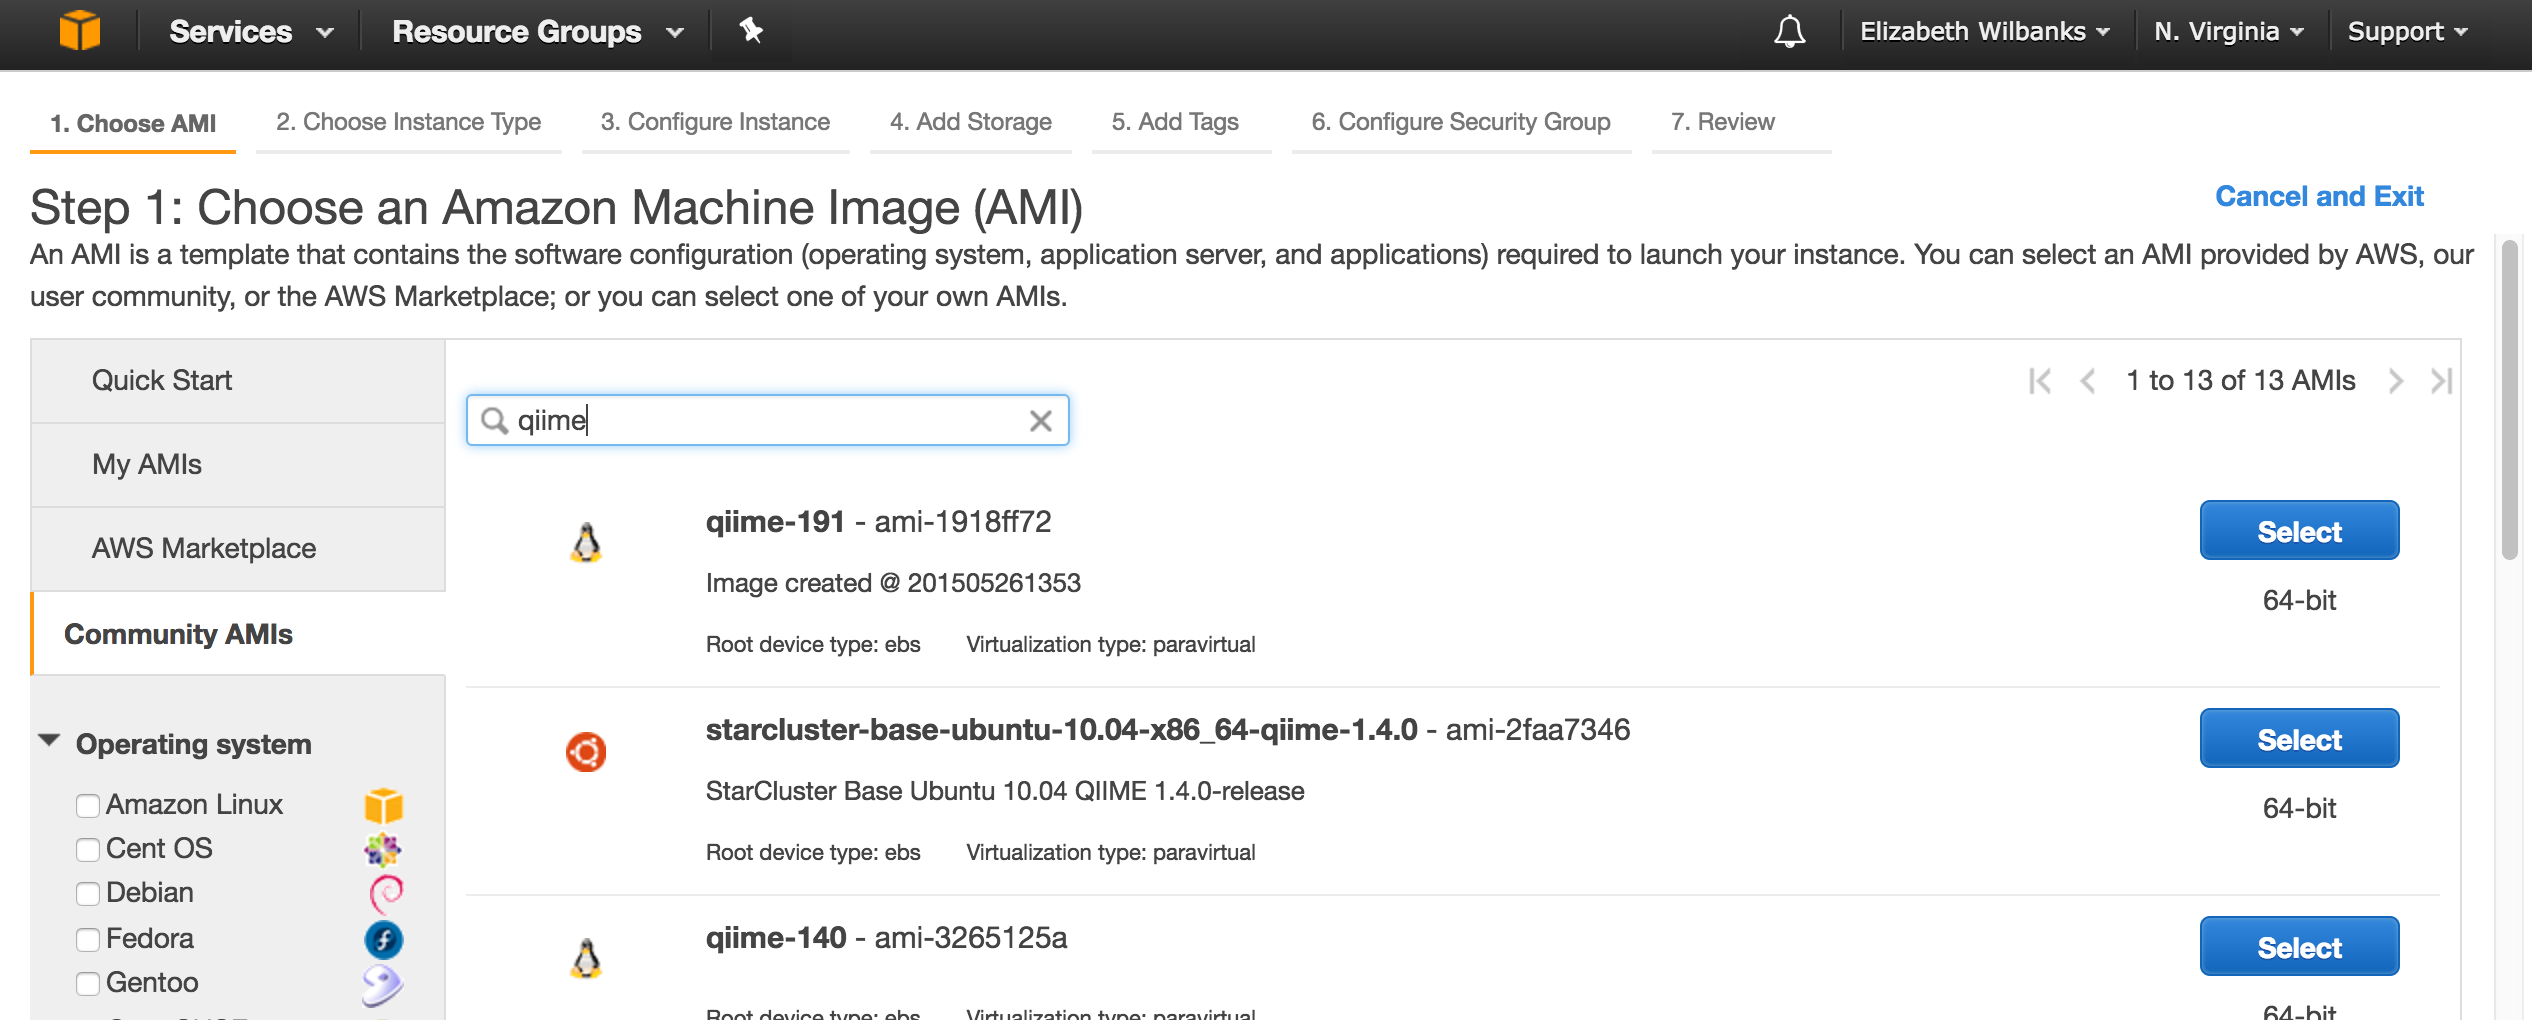 Services
Resource Groups
Elizabeth Wilbanks
N. Virginia
Support
1. Choose AMI
2. Choose Instance Type
3. Configure Instance
4. Add Storage
5. Add Tags
6. Configure Security Group
7. Review
Step 1: Choose an Amazon Machine Image (AMI)
Cancel and Exit
An AMI is a template that contains the software configuration (operating system, application server, and applications) required to launch your instance. You can select an AMI provided by AWS, our
user community, or the AWS Marketplace; or you can select one of your own AMIs.
Quick Start
My AMIs
AWS Marketplace
Community AMIs
Operating system
Amazon Linux
Cent OS
Debian
Fedora
Gentoo
qiime
1 to 13 of 13 AMIs
qiime-191 - ami-1918ff72
Select
Image created @ 201505261353
64-bit
Root device type: ebs Virtualization type: paravirtual
starcluster-base-ubuntu-10.04-x86_64-qiime-1.4.0 - ami-2faa7346
Select
StarCluster Base Ubuntu 10.04 QIIME 1.4.0-release
64-bit
Root device type: ebs Virtualization type: paravirtual
qiime-140 - ami-3265125a
Select
Root device type: ebs Virtualization type: paravirtual
64-bit